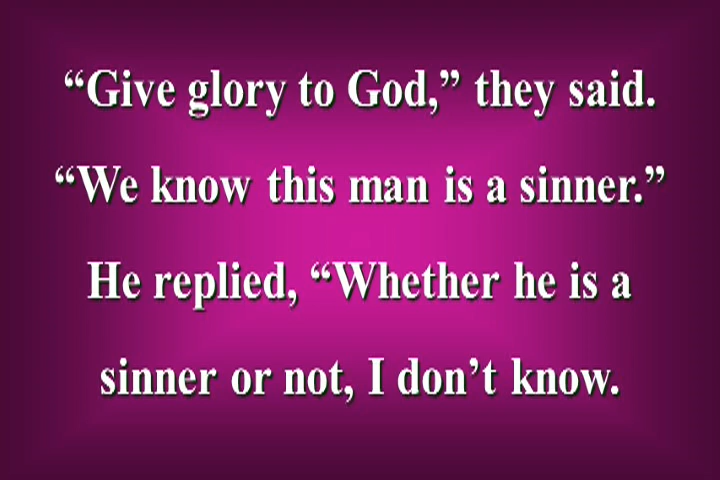 “Give glory to God,” they said.
“We know this man is a sinner.”
He replied, “Whether he is a
sinner or not, I don’t know.